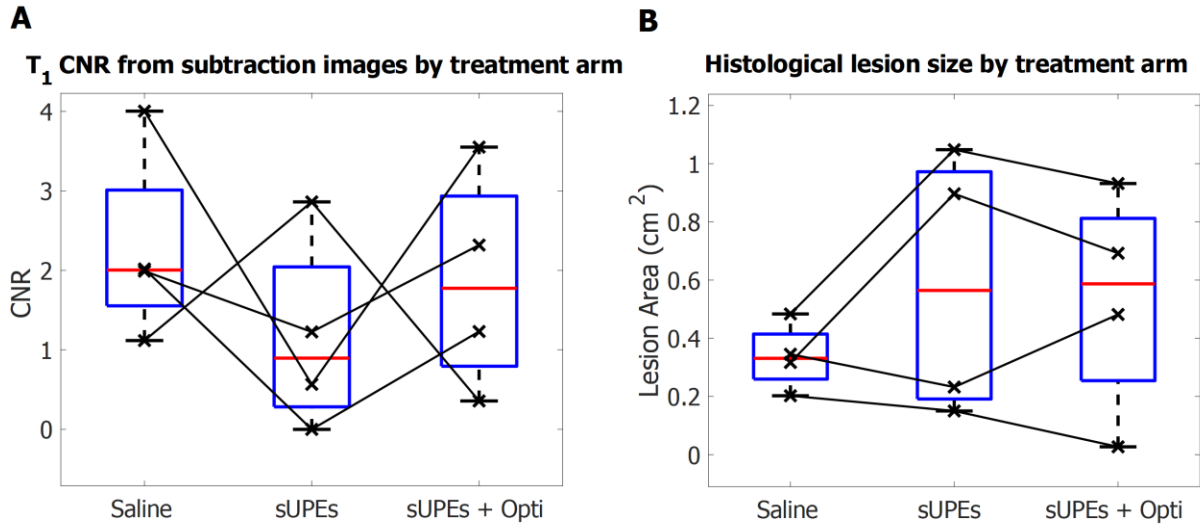 A
T1 CNR from subtraction images by treatment arm
CNR
4
3
2
1
0
Saline
sUPEs
sUPEs + Opti
B
Histological lesion size by treatment arm
Lesion Area (cm 2)
1.2
1
0.8
0.6
0.4
0.2
0
Saline
sUPEs
sUPEs + Opti